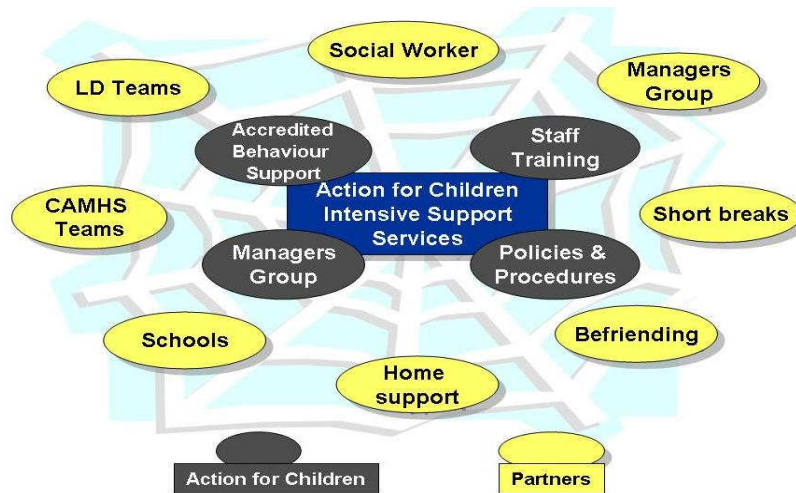 Social Worker
LD Teams
Managers
Group
Accredited
Behaviour
Support
Staff
Training
Action for Children
Intensive Support
Services
CAMHS
Teams
Short breaks
Managers
Group
Policies &
Procedures
Schools
Befriending
Home
support
Action for Children
Partners